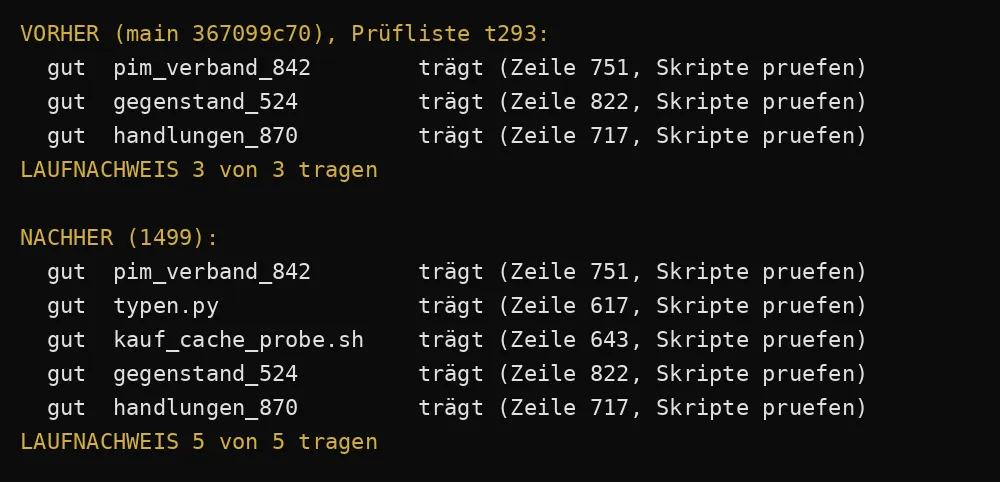 VORHER (main 367099c70), Prüfliste t293:
  gut  pim_verband_842        trägt (Zeile 751, Skripte pruefen)
  gut  gegenstand_524         trägt (Zeile 822, Skripte pruefen)
  gut  handlungen_870         trägt (Zeile 717, Skripte pruefen)
LAUFNACHWEIS 3 von 3 tragen

NACHHER (1499):
  gut  pim_verband_842        trägt (Zeile 751, Skripte pruefen)
  gut  typen.py               trägt (Zeile 617, Skripte pruefen)
  gut  kauf_cache_probe.sh    trägt (Zeile 643, Skripte pruefen)
  gut  gegenstand_524         trägt (Zeile 822, Skripte pruefen)
  gut  handlungen_870         trägt (Zeile 717, Skripte pruefen)
LAUFNACHWEIS 5 von 5 tragen